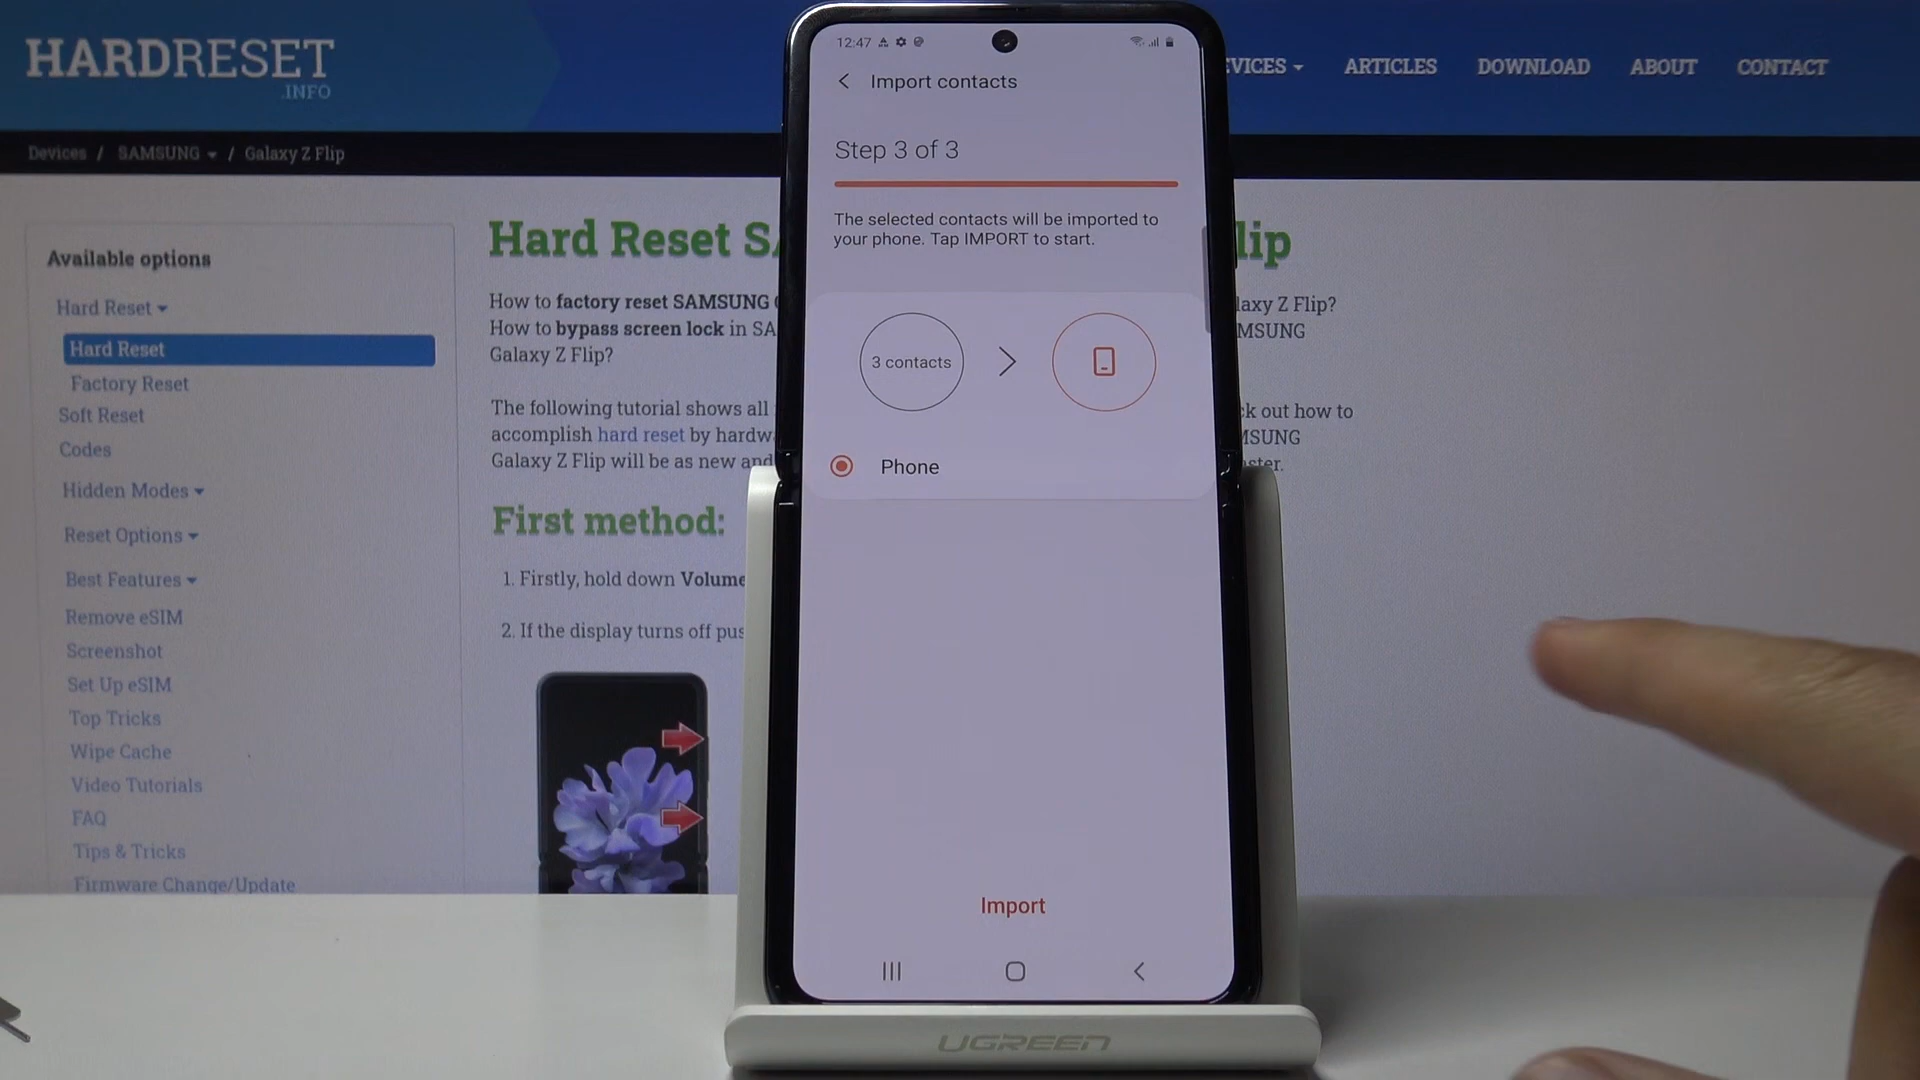 HARDRESET
.INFO
EVICES
ARTICLES
DOWNLOAD
ABOUT
CONTACT
Devices / SAMSUNG / Galaxy Z Flip
Available options
Hard Reset
Hard Reset
Factory Reset
Soft Reset
Codes
Hidden Modes
Reset Options
Best Features
Remove eSIM
Screenshot
Set Up eSIM
Top Tricks
Wipe Cache
Video Tutorials
FAQ
Tips & Tricks
Firmware Change/Update
Hard Reset SA
lip
How to factory reset SAMSUNG
laxy Z Flip?
How to bypass screen lock in SA
MSUNG
Galaxy Z Flip?
The following tutorial shows all
ck out how to
accomplish hard reset by hardw
MSUNG
Galaxy Z Flip will be as new and
ster.
First method:
1. Firstly, hold down Volume
2. If the display turns off pus
12:47
Import contacts
Step 3 of 3
The selected contacts will be imported to
your phone. Tap IMPORT to start.
3 contacts
Phone
Import
UGREEN